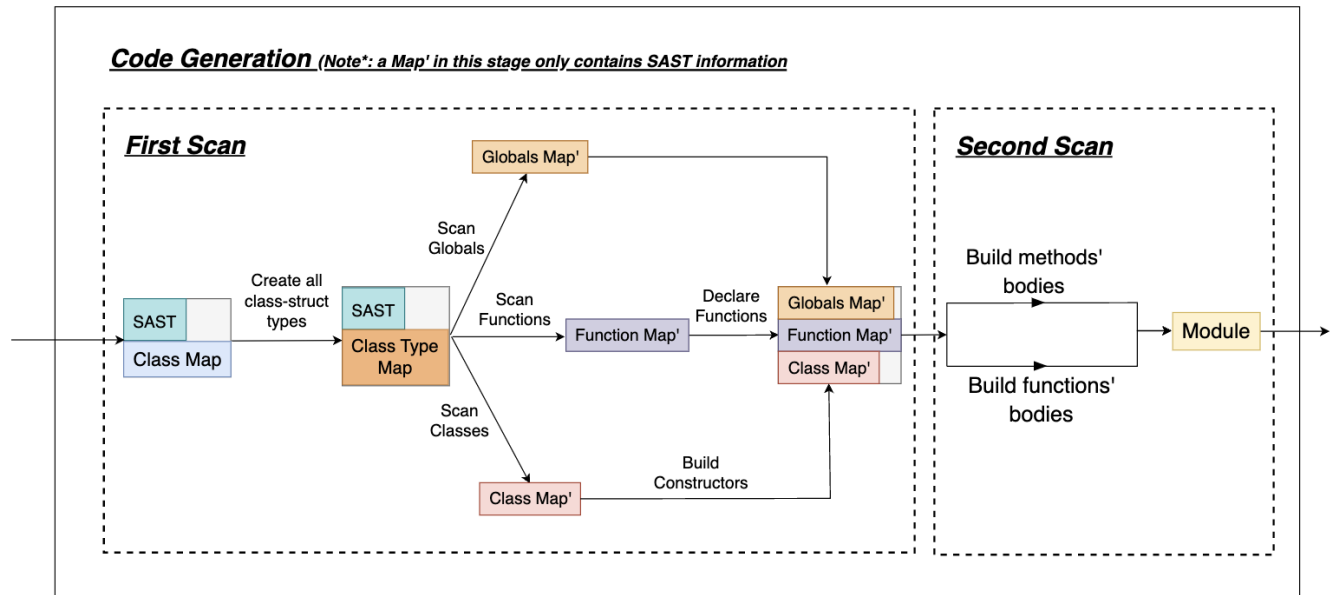 Code Generation (Note*: a Map' in this stage only contains SAST information
First Scan
Second Scan
Globals Map'
Scan
Globals
Create all
class-struct
types
SAST
Class Map
SAST
Class Type
Map
Scan
Functions
Function Map'
Declare
Functions
Globals Map'
Function Map'
Class Map'
Build methods'
bodies
Module
Build functions'
bodies
Scan
Classes
Class Map'
Build
Constructors